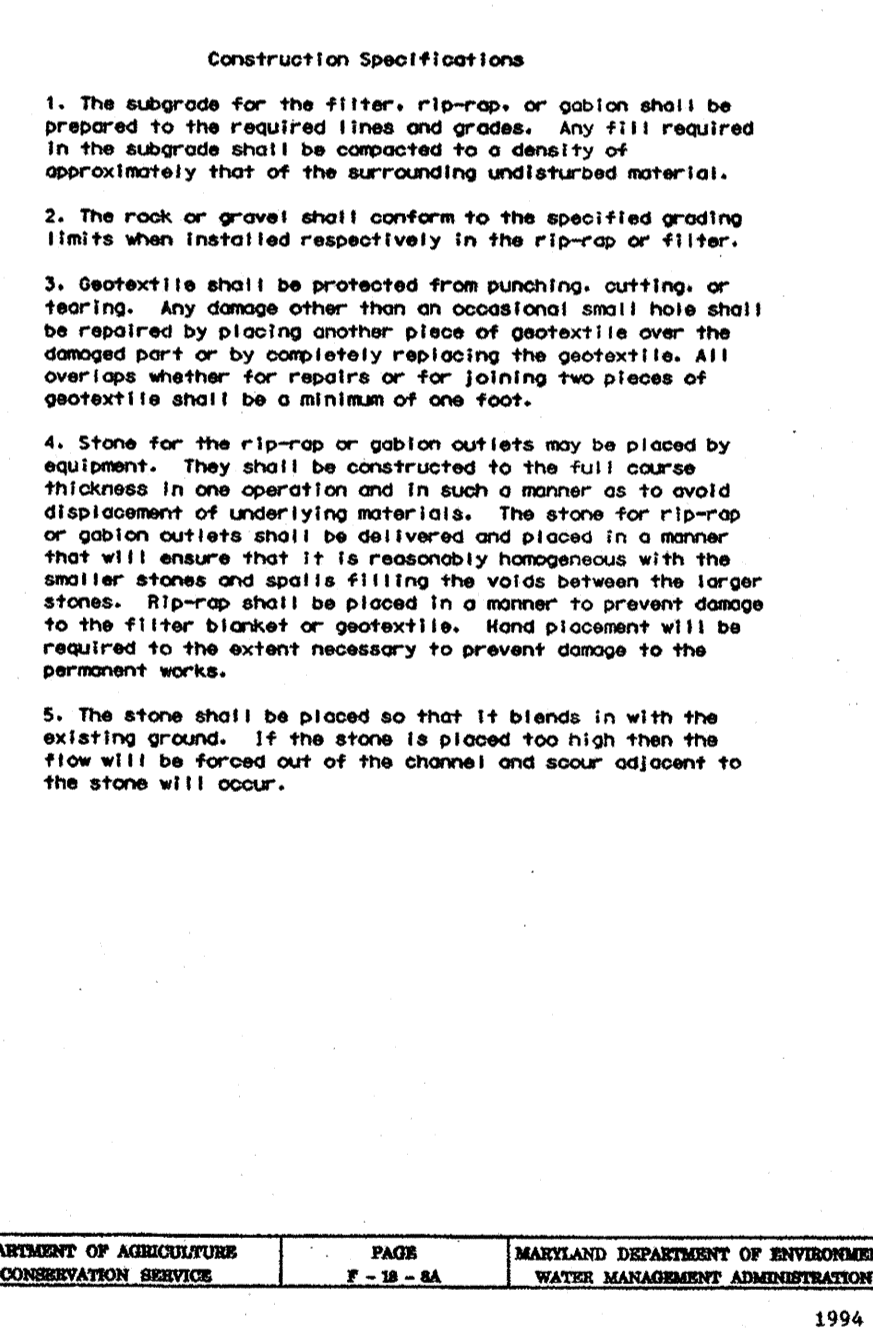 Construction Specifications
1. The subgrade for the filter, rip-rap, or gabion shall be
prepared to the required lines and grades. Any fill required
in the subgrade shall be compacted to a density of
approximately that of the surrounding undisturbed material.
2. The rock or gravel shall conform to the specified grading
limits when installed respectively in the rip-rap or filter.
3. Geotextile shall be protected from punching, cutting, or
tearing. Any damage other than an occasional small hole shall
be repaired by placing another piece of geotextile over the
damaged part or by completely replacing the geotextile. All
overlaps whether for repairs or for joining two pieces of
geotextile shall be a minimum of one foot.
4. Stone for the rip-rap or gabion outlets may be placed by
equipment. They shall be constructed to the full course
thickness in one operation and in such a manner as to avoid
displacement of underlying materials. The stone for rip-rap
or gabion outlets shall be delivered and placed in a manner
that will ensure that it is reasonably homogeneous with the
smaller stones and spalls filling the voids between the larger
stones. Rip-rap shall be placed in a manner to prevent damage
to the filter blanket or geotextile. Hand placement will be
required to the extent necessary to prevent damage to the
permanent works.
5. The stone shall be placed so that it blends in with the
existing ground. If the stone is placed too high then the
flow will be forced out of the channel and scour adjacent to
the stone will occur.
ARTMENT OF AGRICULTURE
CONSERVATION SERVICE
PAGE
F - 18 - 8A
MARYLAND DEPARTMENT OF ENVIRONME
WATER MANAGEMENT ADMINISTRATION
1994